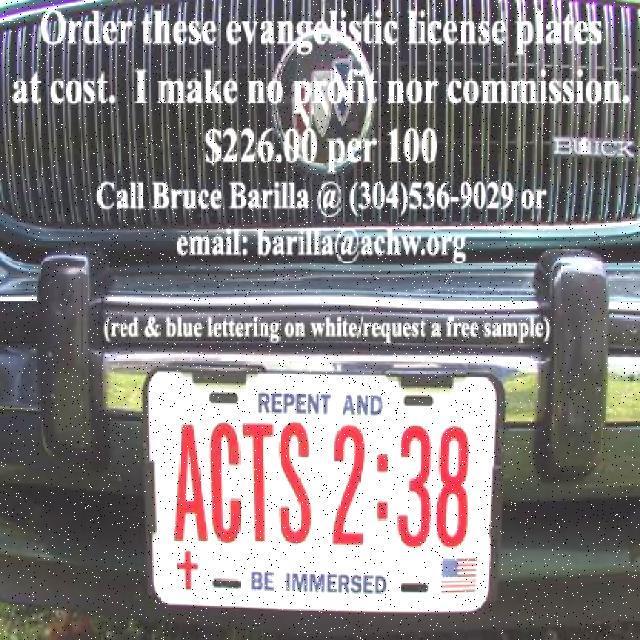 Order these evangelistic license plates
at cost. I make no profit nor commission.
$226.00 per 100
BUICK
Call Bruce Barilla @ (304)536-9029 or
email: barilla@achw.org
(red & blue lettering on white/request a free sample)
REPENT AND
ACTS 2:38
BE IMMERSED